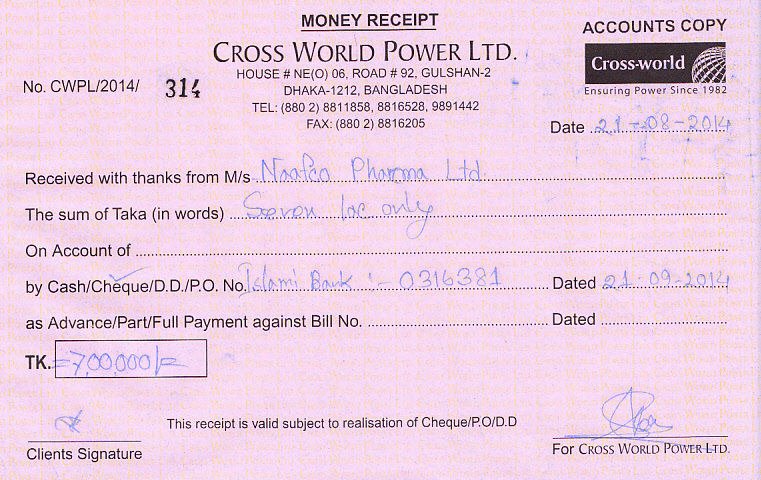 MONEY RECEIPT
ACCOUNTS COPY
CROSS WORLD POWER LTD.
Cross-world
Ensuring Power Since 1982
HOUSE # NE(O) 06, ROAD # 92, GULSHAN-2
DHAKA-1212, BANGLADESH
TEL: (880 2) 8811858, 8816528, 9891442
FAX: (880 2) 8816205
No. CWPL/2014/ 314
Date 21-08-2014
Received with thanks from M/s Naafco Pharma Ltd.
The sum of Taka (in words) Seven lac only
On Account of
by Cash/Cheque/D.D./P.O. No. Islami Bank :- 0316381 Dated 21-09-2014
as Advance/Part/Full Payment against Bill No. Dated
TK. =7,00,000/=
This receipt is valid subject to realisation of Cheque/P.O/D.D
Clients Signature
For CROSS WORLD POWER LTD.